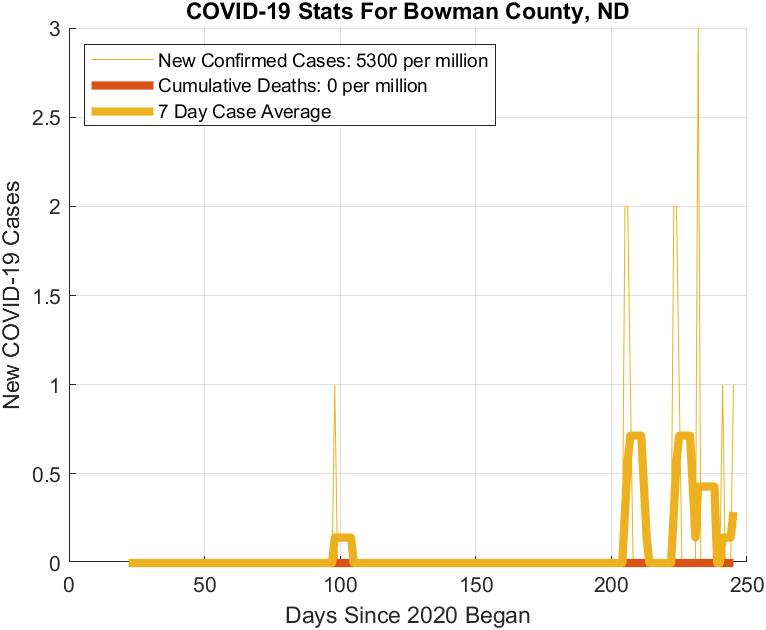 COVID-19 Stats For Bowman County, ND
3
New Confirmed Cases: 5300 per million
Cumulative Deaths: 0 per million
7 Day Case Average
2.5
2
1.5
1
0.5
0
New COVID-19 Cases
0 50 100 150 200 250
Days Since 2020 Began